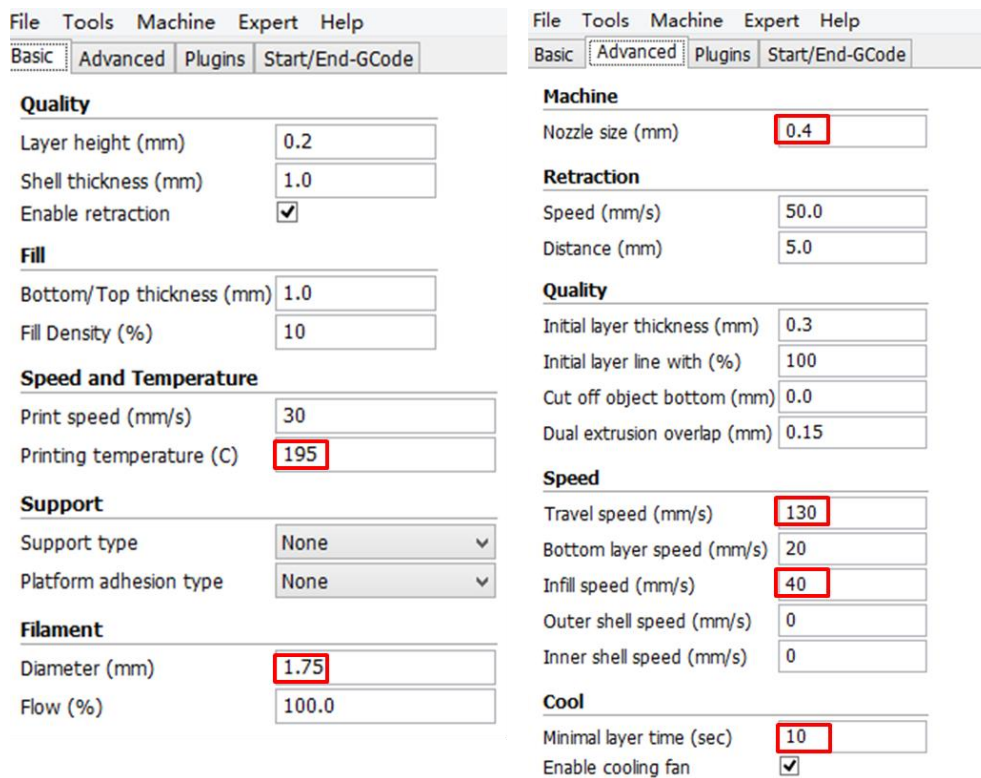 File Tools Machine Expert Help
Basic Advanced Plugins Start/End-GCode
Quality
Layer height (mm) 0.2
Shell thickness (mm) 1.0
Enable retraction
Fill
Bottom/Top thickness (mm) 1.0
Fill Density (%) 10
Speed and Temperature
Print speed (mm/s) 30
Printing temperature (C) 195
Support
Support type None
Platform adhesion type None
Filament
Diameter (mm) 1.75
Flow (%) 100.0
File Tools Machine Expert Help
Basic Advanced Plugins Start/End-GCode
Machine
Nozzle size (mm) 0.4
Retraction
Speed (mm/s) 50.0
Distance (mm) 5.0
Quality
Initial layer thickness (mm) 0.3
Initial layer line with (%) 100
Cut off object bottom (mm) 0.0
Dual extrusion overlap (mm) 0.15
Speed
Travel speed (mm/s) 130
Bottom layer speed (mm/s) 20
Infill speed (mm/s) 40
Outer shell speed (mm/s) 0
Inner shell speed (mm/s) 0
Cool
Minimal layer time (sec) 10
Enable cooling fan